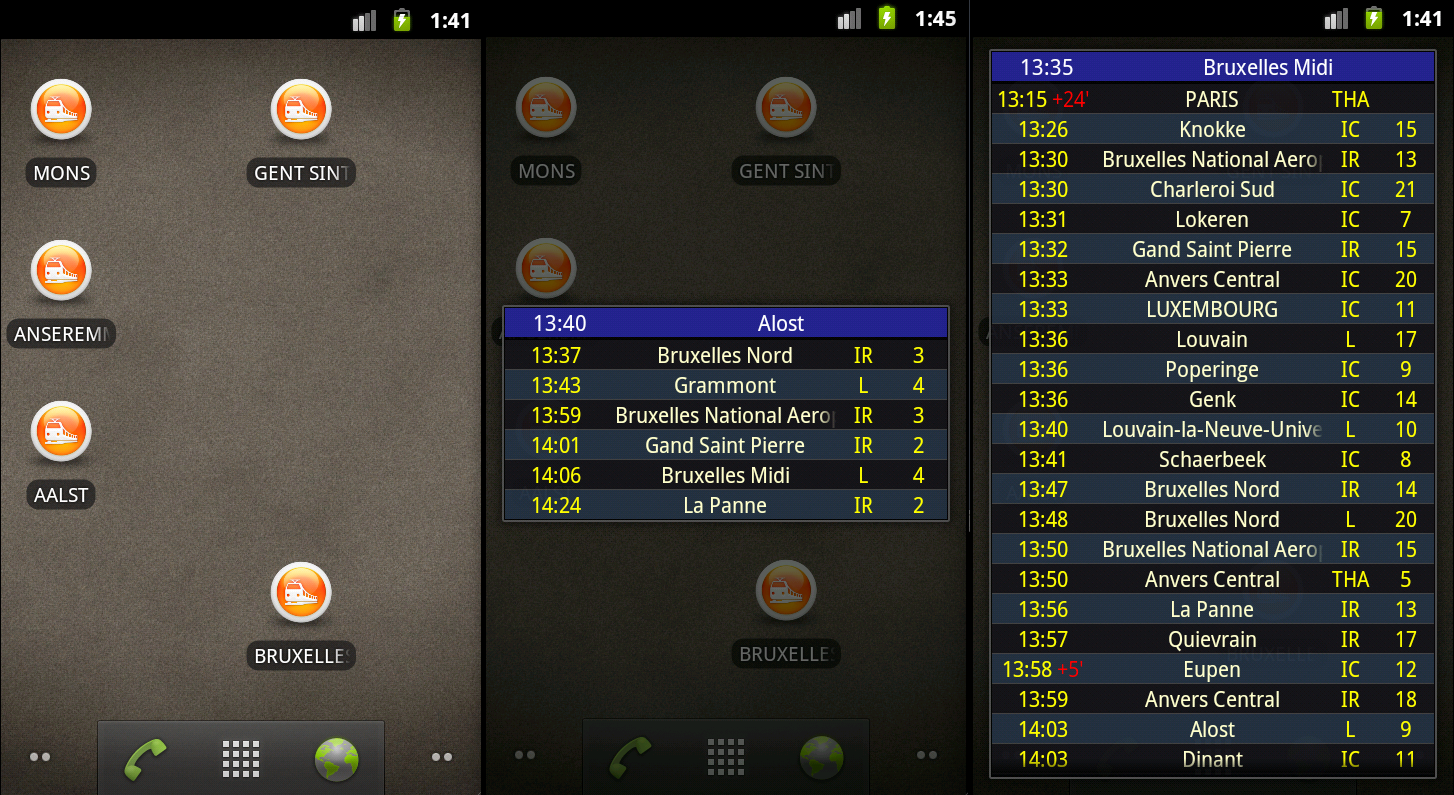 1:41
MONS
GENT SINT
ANSEREM
AALST
BRUXELLES
1:45
MONS
GENT SINT
13:40 Alost
13:37 Bruxelles Nord IR 3
13:43 Grammont L 4
13:59 Bruxelles National Aero IR 3
14:01 Gand Saint Pierre IR 2
14:06 Bruxelles Midi L 4
14:24 La Panne IR 2
BRUXELLES
1:41
13:35 Bruxelles Midi
13:15 +24' PARIS THA
13:26 Knokke IC 15
13:30 Bruxelles National Aero IR 13
13:30 Charleroi Sud IC 21
13:31 Lokeren IC 7
13:32 Gand Saint Pierre IR 15
13:33 Anvers Central IC 20
13:33 LUXEMBOURG IC 11
13:36 Louvain L 17
13:36 Poperinge IC 9
13:36 Genk IC 14
13:40 Louvain-la-Neuve-Unive L 10
13:41 Schaerbeek IC 8
13:47 Bruxelles Nord IR 14
13:48 Bruxelles Nord L 20
13:50 Bruxelles National Aero IR 15
13:50 Anvers Central THA 5
13:56 La Panne IR 13
13:57 Quievrain IR 17
13:58 +5' Eupen IC 12
13:59 Anvers Central IR 18
14:03 Alost L 9
14:03 Dinant IC 11